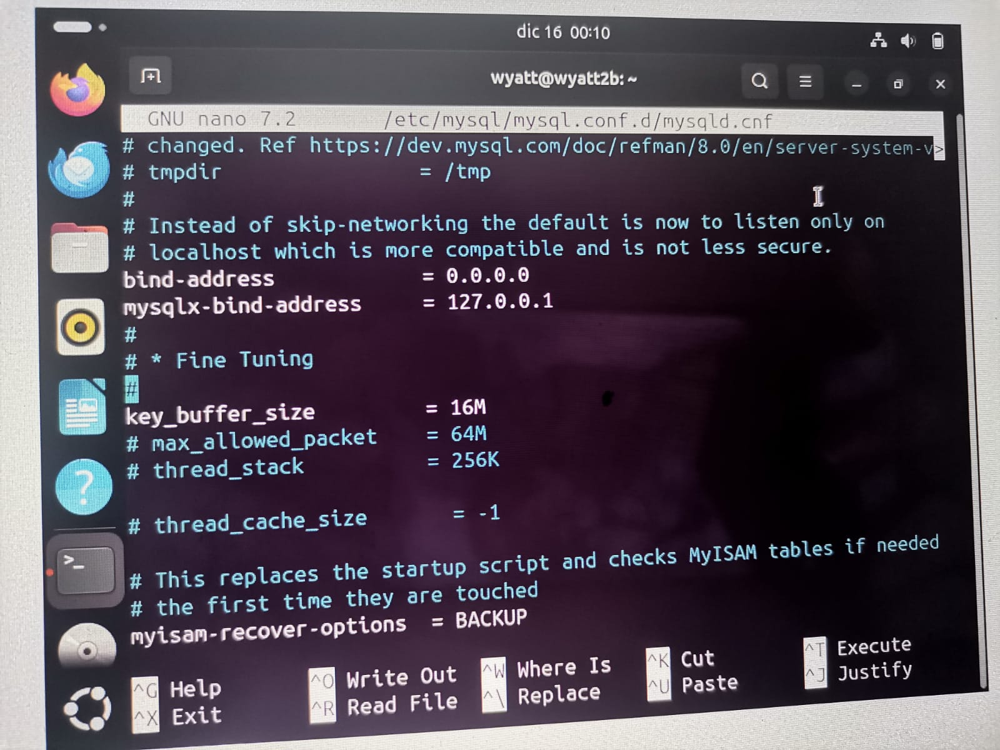 dic 16 00:10
wyatt@wyatt2b: ~
GNU nano 7.2 /etc/mysql/mysql.conf.d/mysqld.cnf
# changed. Ref https://dev.mysql.com/doc/refman/8.0/en/server-system-v>
# tmpdir = /tmp
#
# Instead of skip-networking the default is now to listen only on
# localhost which is more compatible and is not less secure.
bind-address = 0.0.0.0
mysqlx-bind-address = 127.0.0.1
#
# * Fine Tuning
#
key_buffer_size = 16M
# max_allowed_packet = 64M
# thread_stack = 256K
# thread_cache_size = -1
# This replaces the startup script and checks MyISAM tables if needed
# the first time they are touched
myisam-recover-options = BACKUP
^G Help ^O Write Out ^W Where Is ^K Cut ^T Execute
^X Exit ^R Read File ^\ Replace ^U Paste ^J Justify